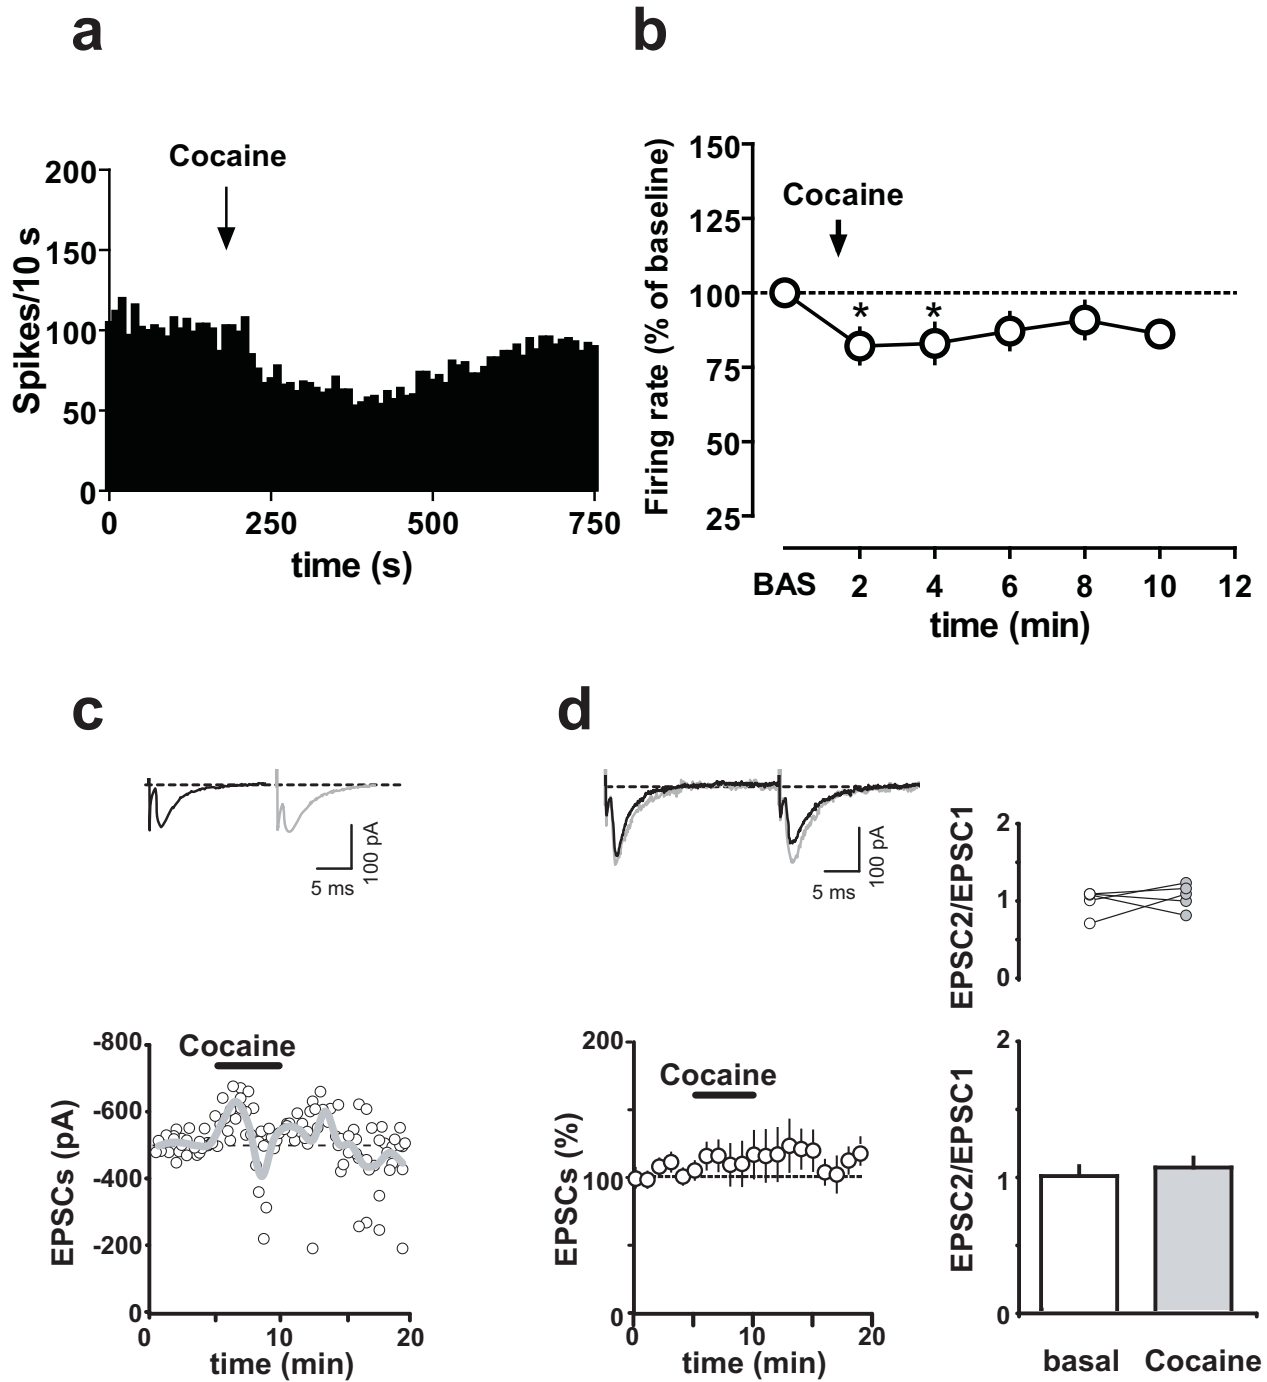 a
Cocaine
Spikes/10 s
200
150
100
50
0
0 250 500 750
time (s)
b
Cocaine
Firing rate (% of baseline)
150
125
100
75
50
25
* *
BAS 2 4 6 8 10 12
time (min)
c
100 pA
5 ms
Cocaine
EPSCs (pA)
-800
-600
-400
-200
0
0 10 20
time (min)
d
100 pA
5 ms
EPSC2/EPSC1
2
1
0
Cocaine
EPSCs (%)
200
100
0
0 10 20
time (min)
EPSC2/EPSC1
2
1
0
basal Cocaine